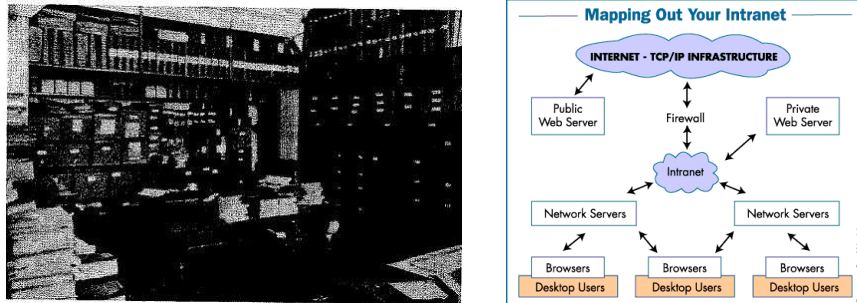 Mapping Out Your Intranet
INTERNET - TCP/IP INFRASTRUCTURE
Public
Web Server
Firewall
Private
Web Server
Intranet
Network Servers
Network Servers
Browsers
Desktop Users
Browsers
Desktop Users
Browsers
Desktop Users